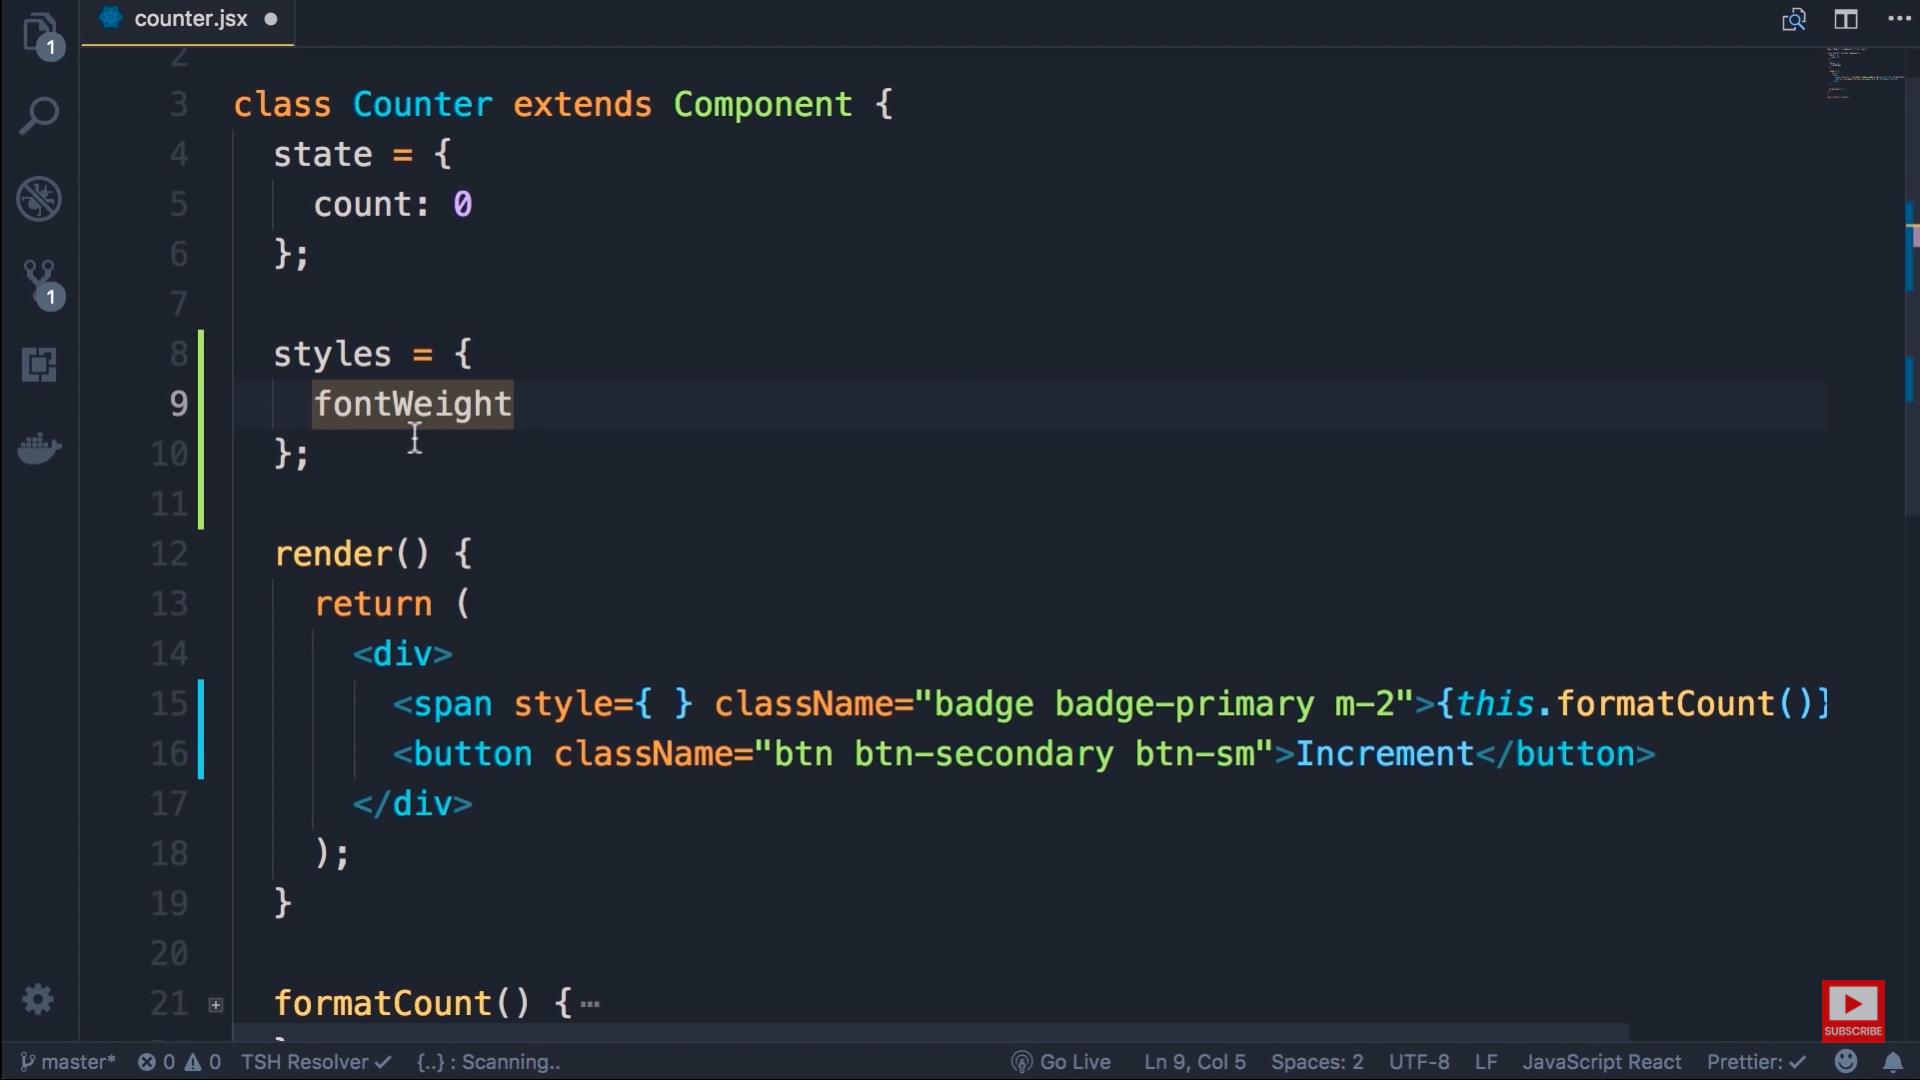 counter.jsx
1
2
3 class Counter extends Component {
4 state = {
5 count: 0
6 };
7
8 styles = {
9 fontWeight
10 };
11
12 render() {
13 return (
14 <div>
15 <span style={ } className="badge badge-primary m-2">{this.formatCount()}
16 <button className="btn btn-secondary btn-sm">Increment</button>
17 </div>
18 );
19 }
20
21 formatCount() {
1
SUBSCRIBE
master* 0 0 TSH Resolver {..} : Scanning.. Go Live Ln 9, Col 5 Spaces: 2 UTF-8 LF JavaScript React Prettier: